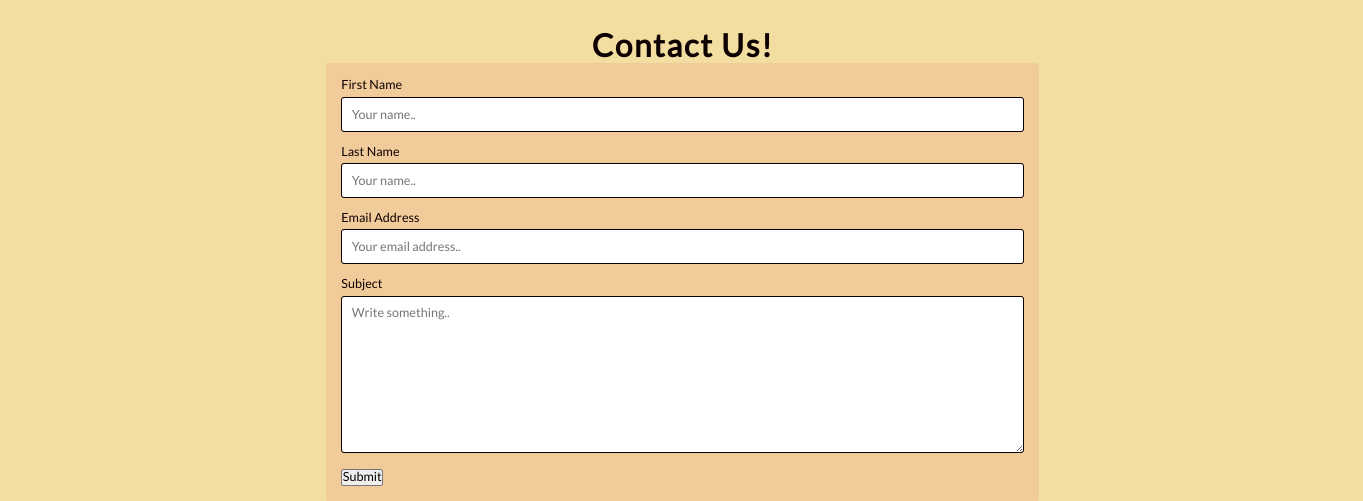 Contact Us!
First Name
Your name..
Last Name
Your name..
Email Address
Your email address..
Subject
Write something..
Submit